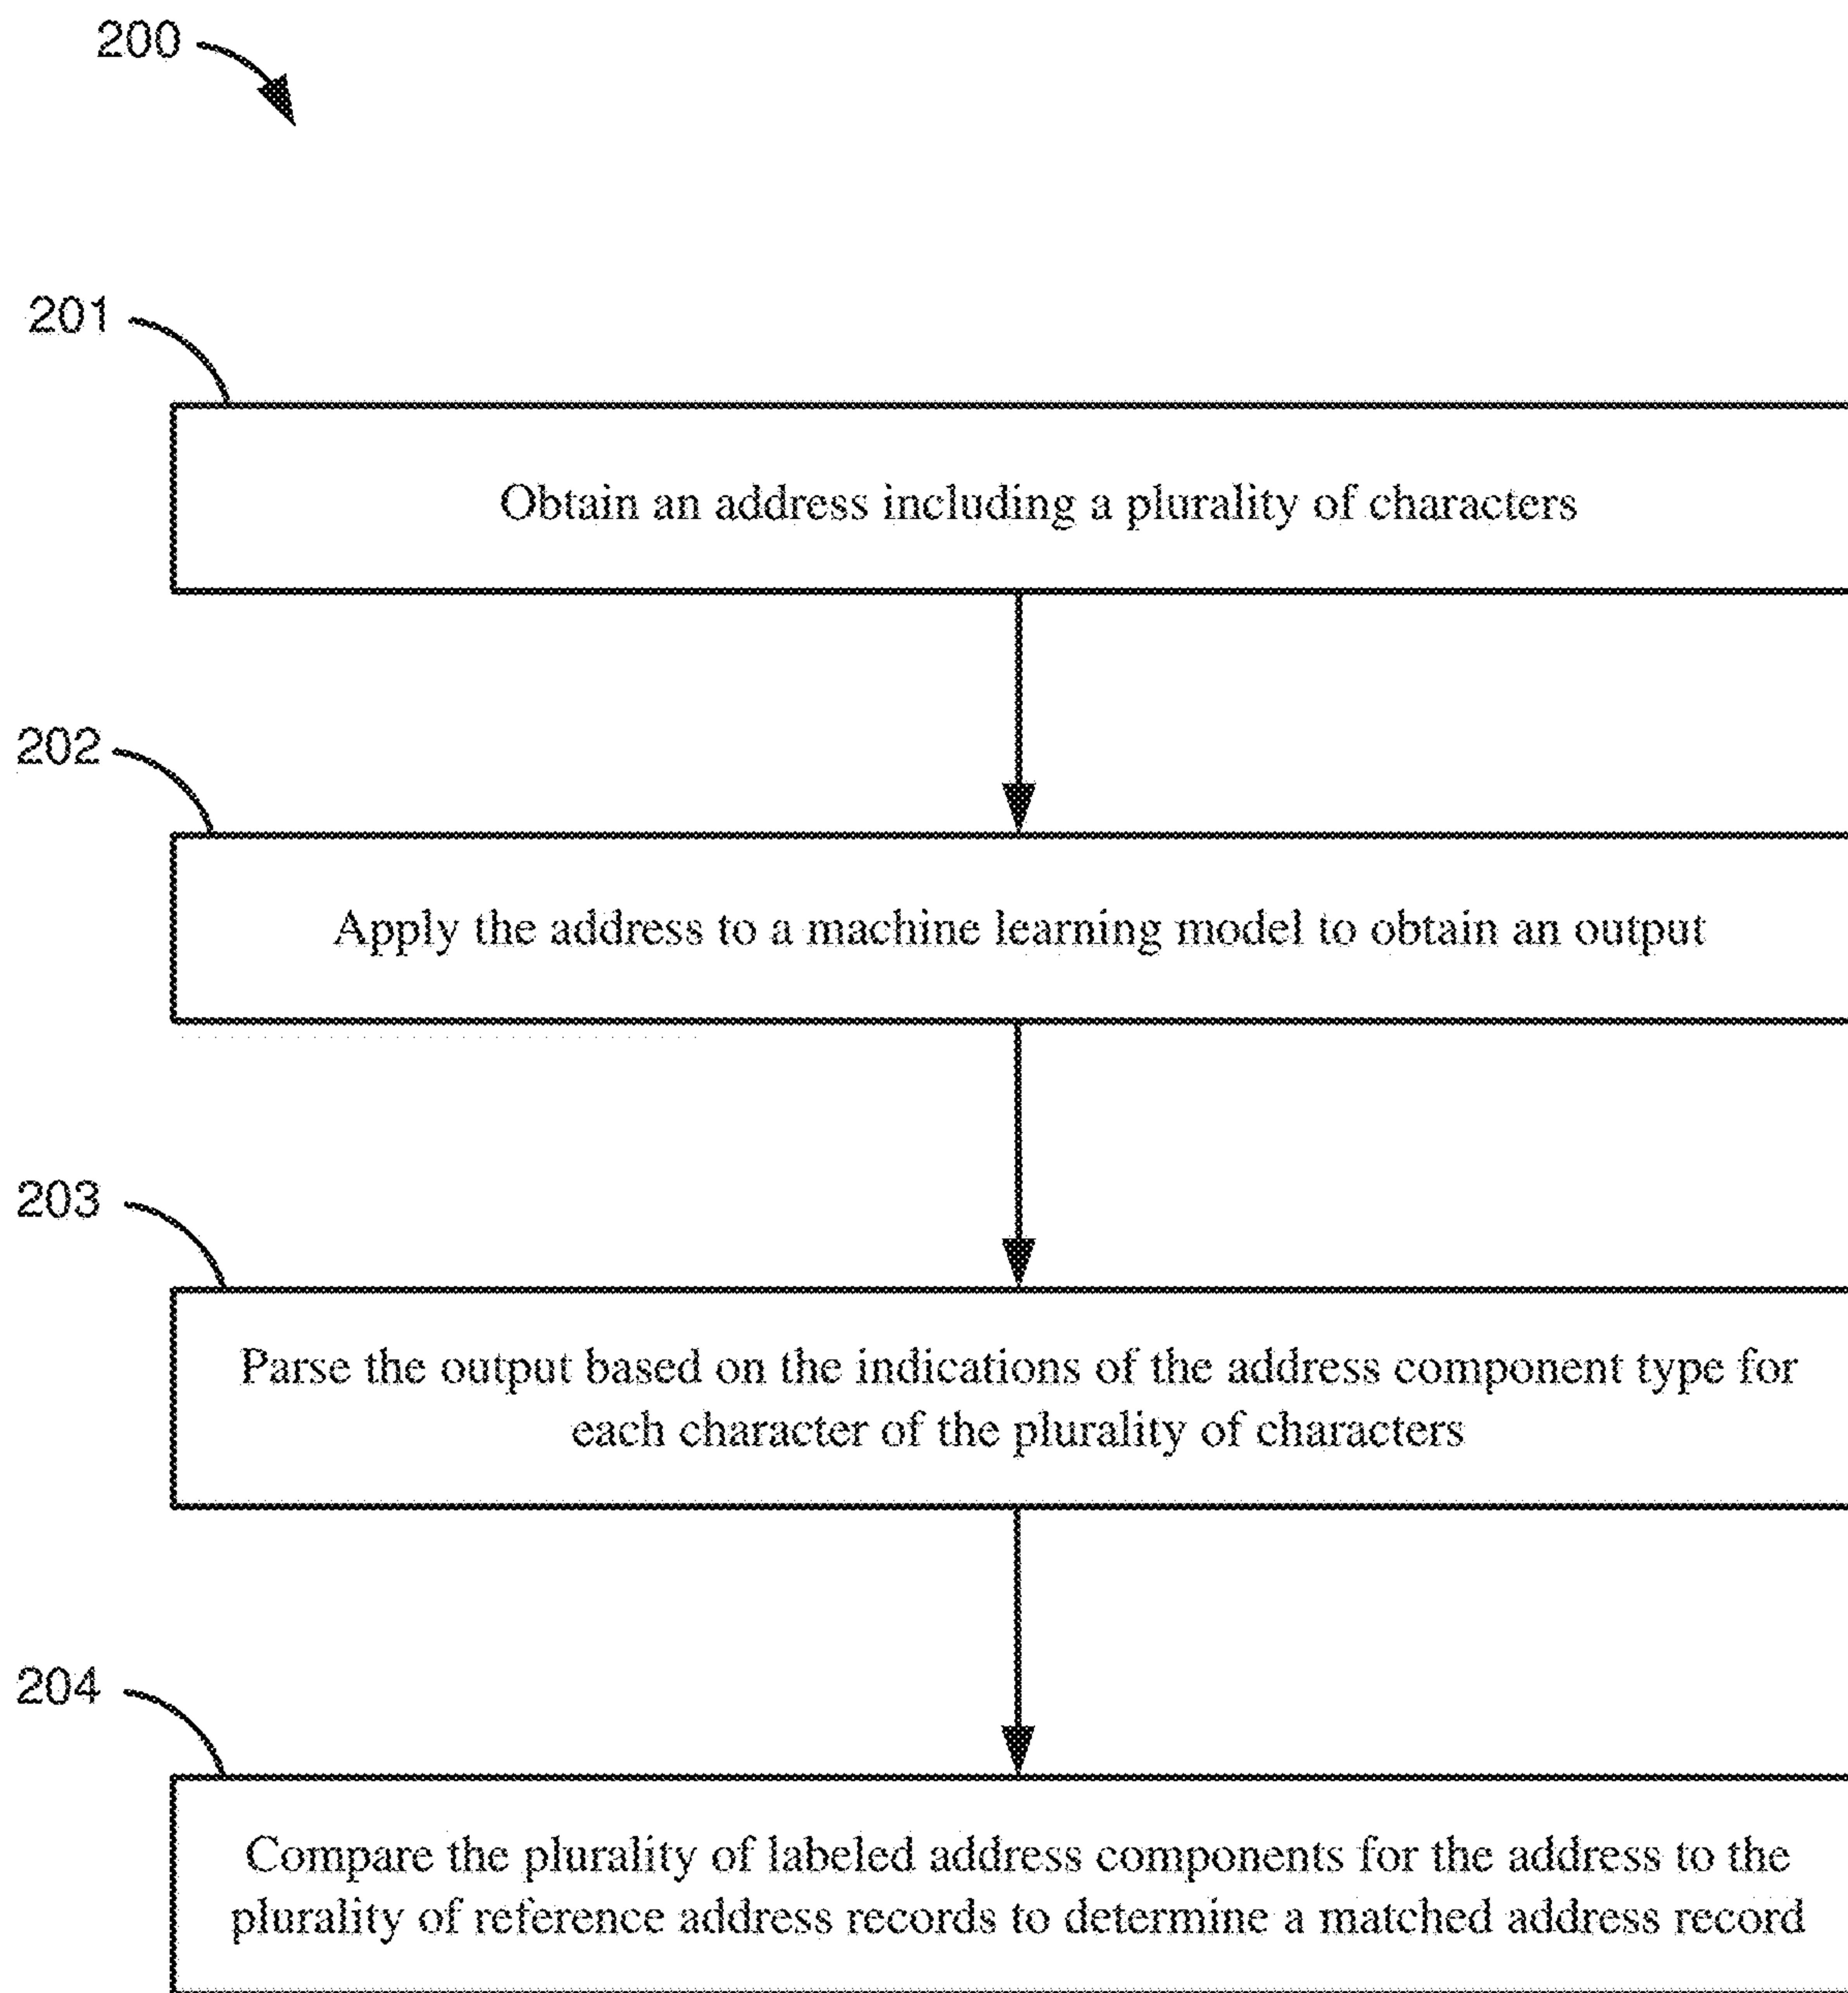 200
201
Obtain an address including a plurality of characters
202
Apply the address to a machine learning model to obtain an output
203
Parse the output based on the indications of the address component type for
each character of the plurality of characters
204
Compare the plurality of labeled address components for the address to the
plurality of reference address records to determine a matched address record